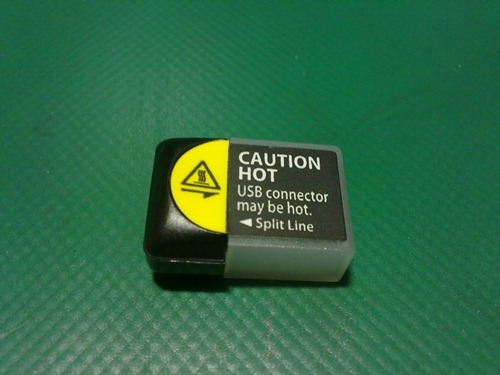 CAUTION
HOT
USB connector
may be hot.
◄ Split Line